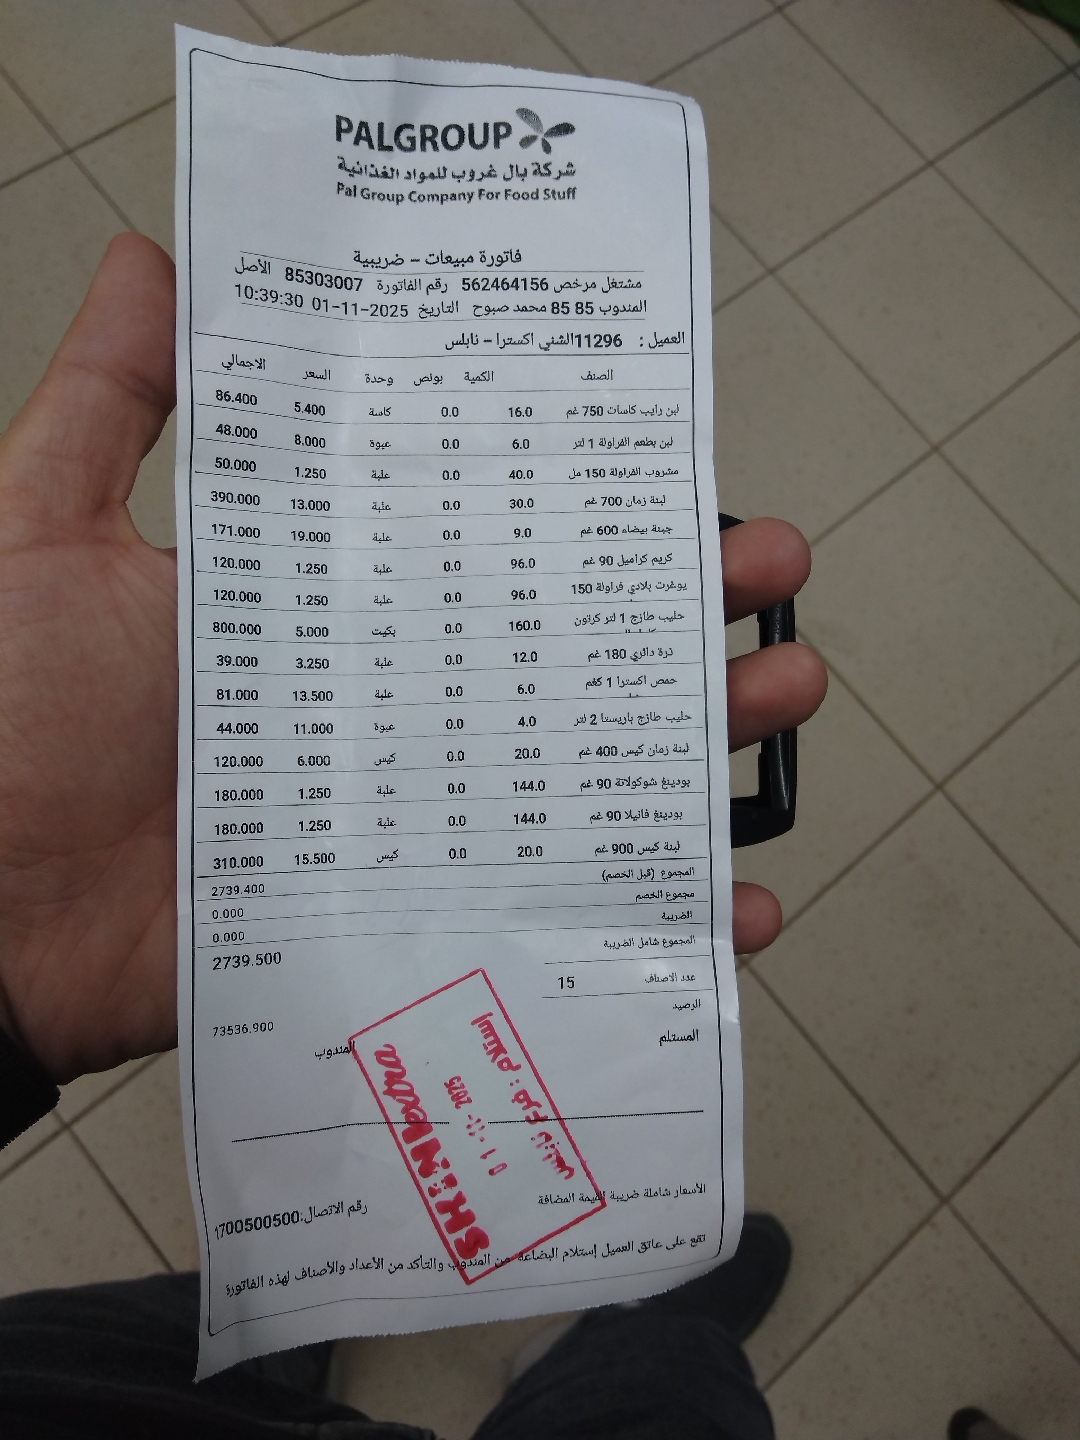 PALGROUP
شركة بال غروب للمواد الغذائية
Pal Group Company For Food Stuff
فاتورة مبيعات – ضريبية
مشتغل مرخص 562464156 رقم الفاتورة 85303007 الأصل
المندوب 85 85 محمد صبوح التاريخ 01-11-2025 10:39:30
العميل : 11296الشني اكسترا – نابلس
الصنف الكمية بونص وحدة السعر الاجمالي
لبن رايب كاسات 750 غم 16.0 0.0 كاسة 5.400 86.400
لبن بطعم الفراولة 1 لتر 6.0 0.0 عبوة 8.000 48.000
مشروب الفراولة 150 مل 40.0 0.0 علبة 1.250 50.000
لبنة زمان 700 غم 30.0 0.0 علبة 13.000 390.000
جبنة بيضاء 600 غم 9.0 0.0 علبة 19.000 171.000
كريم كراميل 90 غم 96.0 0.0 علبة 1.250 120.000
يوغرت بلادي فراولة 150 96.0 0.0 علبة 1.250 120.000
حليب طازج 1 لتر كرتون 160.0 0.0 بكيت 5.000 800.000
ذرة دائري 180 غم 12.0 0.0 علبة 3.250 39.000
حمص اكسترا 1 كغم 6.0 0.0 علبة 13.500 81.000
حليب طازج باريستا 2 لتر 4.0 0.0 عبوة 11.000 44.000
لبنة زمان كيس 400 غم 20.0 0.0 كيس 6.000 120.000
بودينغ شوكولاتة 90 غم 144.0 0.0 علبة 1.250 180.000
بودينغ فانيلا 90 غم 144.0 0.0 علبة 1.250 180.000
لبنة كيس 900 غم 20.0 0.0 كيس 15.500 310.000
المجموع (قبل الخصم) 2739.400
مجموع الخصم 0.000
الضريبة 0.000
المجموع شامل الضريبة 2739.500
عدد الاصناف 15
الرصيد 73536.900
المستلم المندوب
إستلام : فرع نابلس
01-11-2025
SHINI extra
الأسعار شاملة ضريبة القيمة المضافة رقم الاتصال:1700500500
تقع على عاتق العميل إستلام البضاعة من المندوب والتأكد من الأعداد والأصناف لهذه الفاتورة